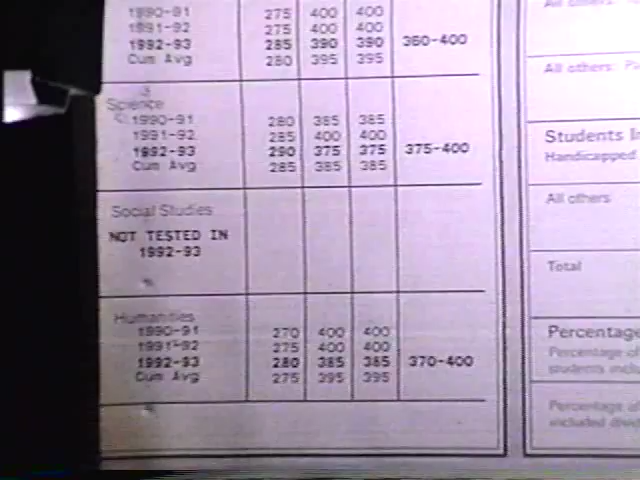 1990-91 275 400 400
1991-92 275 400 400
1992-93 285 390 390 360-400
Cum Avg 280 395 395
Science
1990-91 280 385 385
1991-92 285 400 400
1992-93 290 375 375 375-400
Cum Avg 285 385 385
Social Studies
NOT TESTED IN
1992-93
Humanities
1990-91 270 400 400
1991-92 275 400 400
1992-93 280 385 385 370-400
Cum Avg 275 395 395
All others:
Students
Handicapped
All others
Total
Percentage
Percentage of
students
Percentage of
included